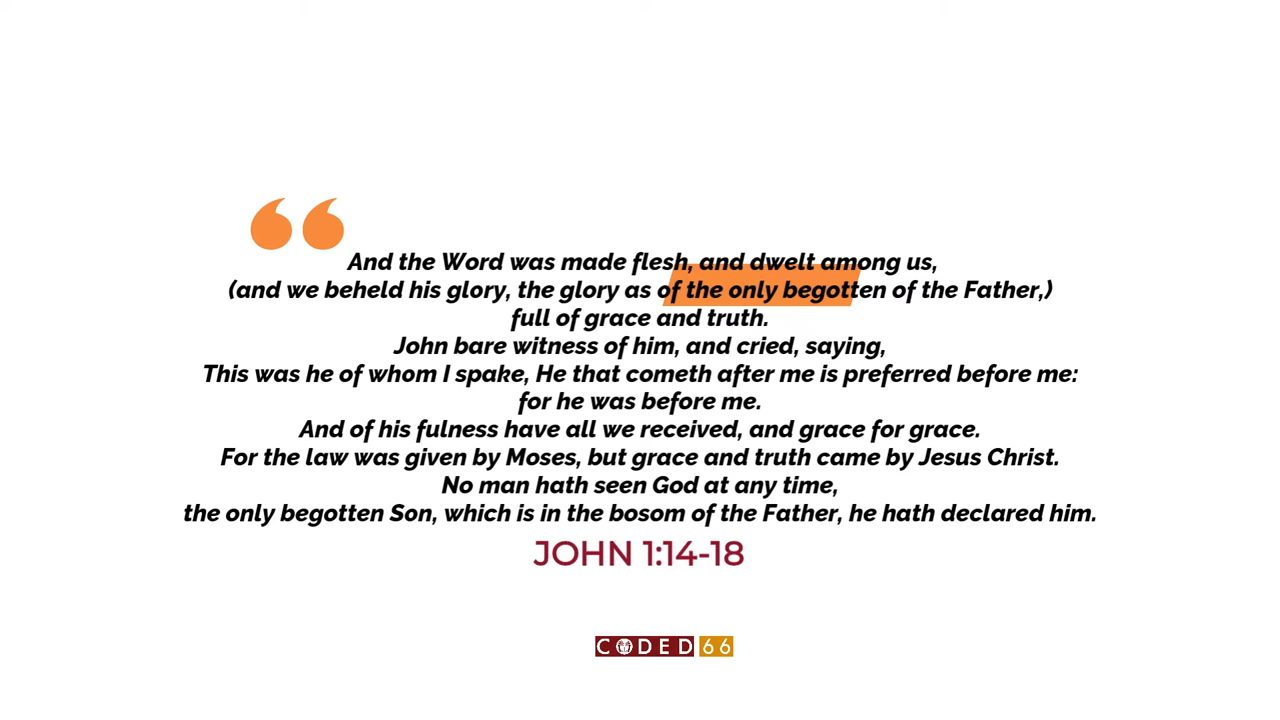 And the Word was made flesh, and dwelt among us,
(and we beheld his glory, the glory as of the only begotten of the Father,)
full of grace and truth.
John bare witness of him, and cried, saying,
This was he of whom I spake, He that cometh after me is preferred before me:
for he was before me.
And of his fulness have all we received, and grace for grace.
For the law was given by Moses, but grace and truth came by Jesus Christ.
No man hath seen God at any time,
the only begotten Son, which is in the bosom of the Father, he hath declared him.
JOHN 1:14-18
CODED 66